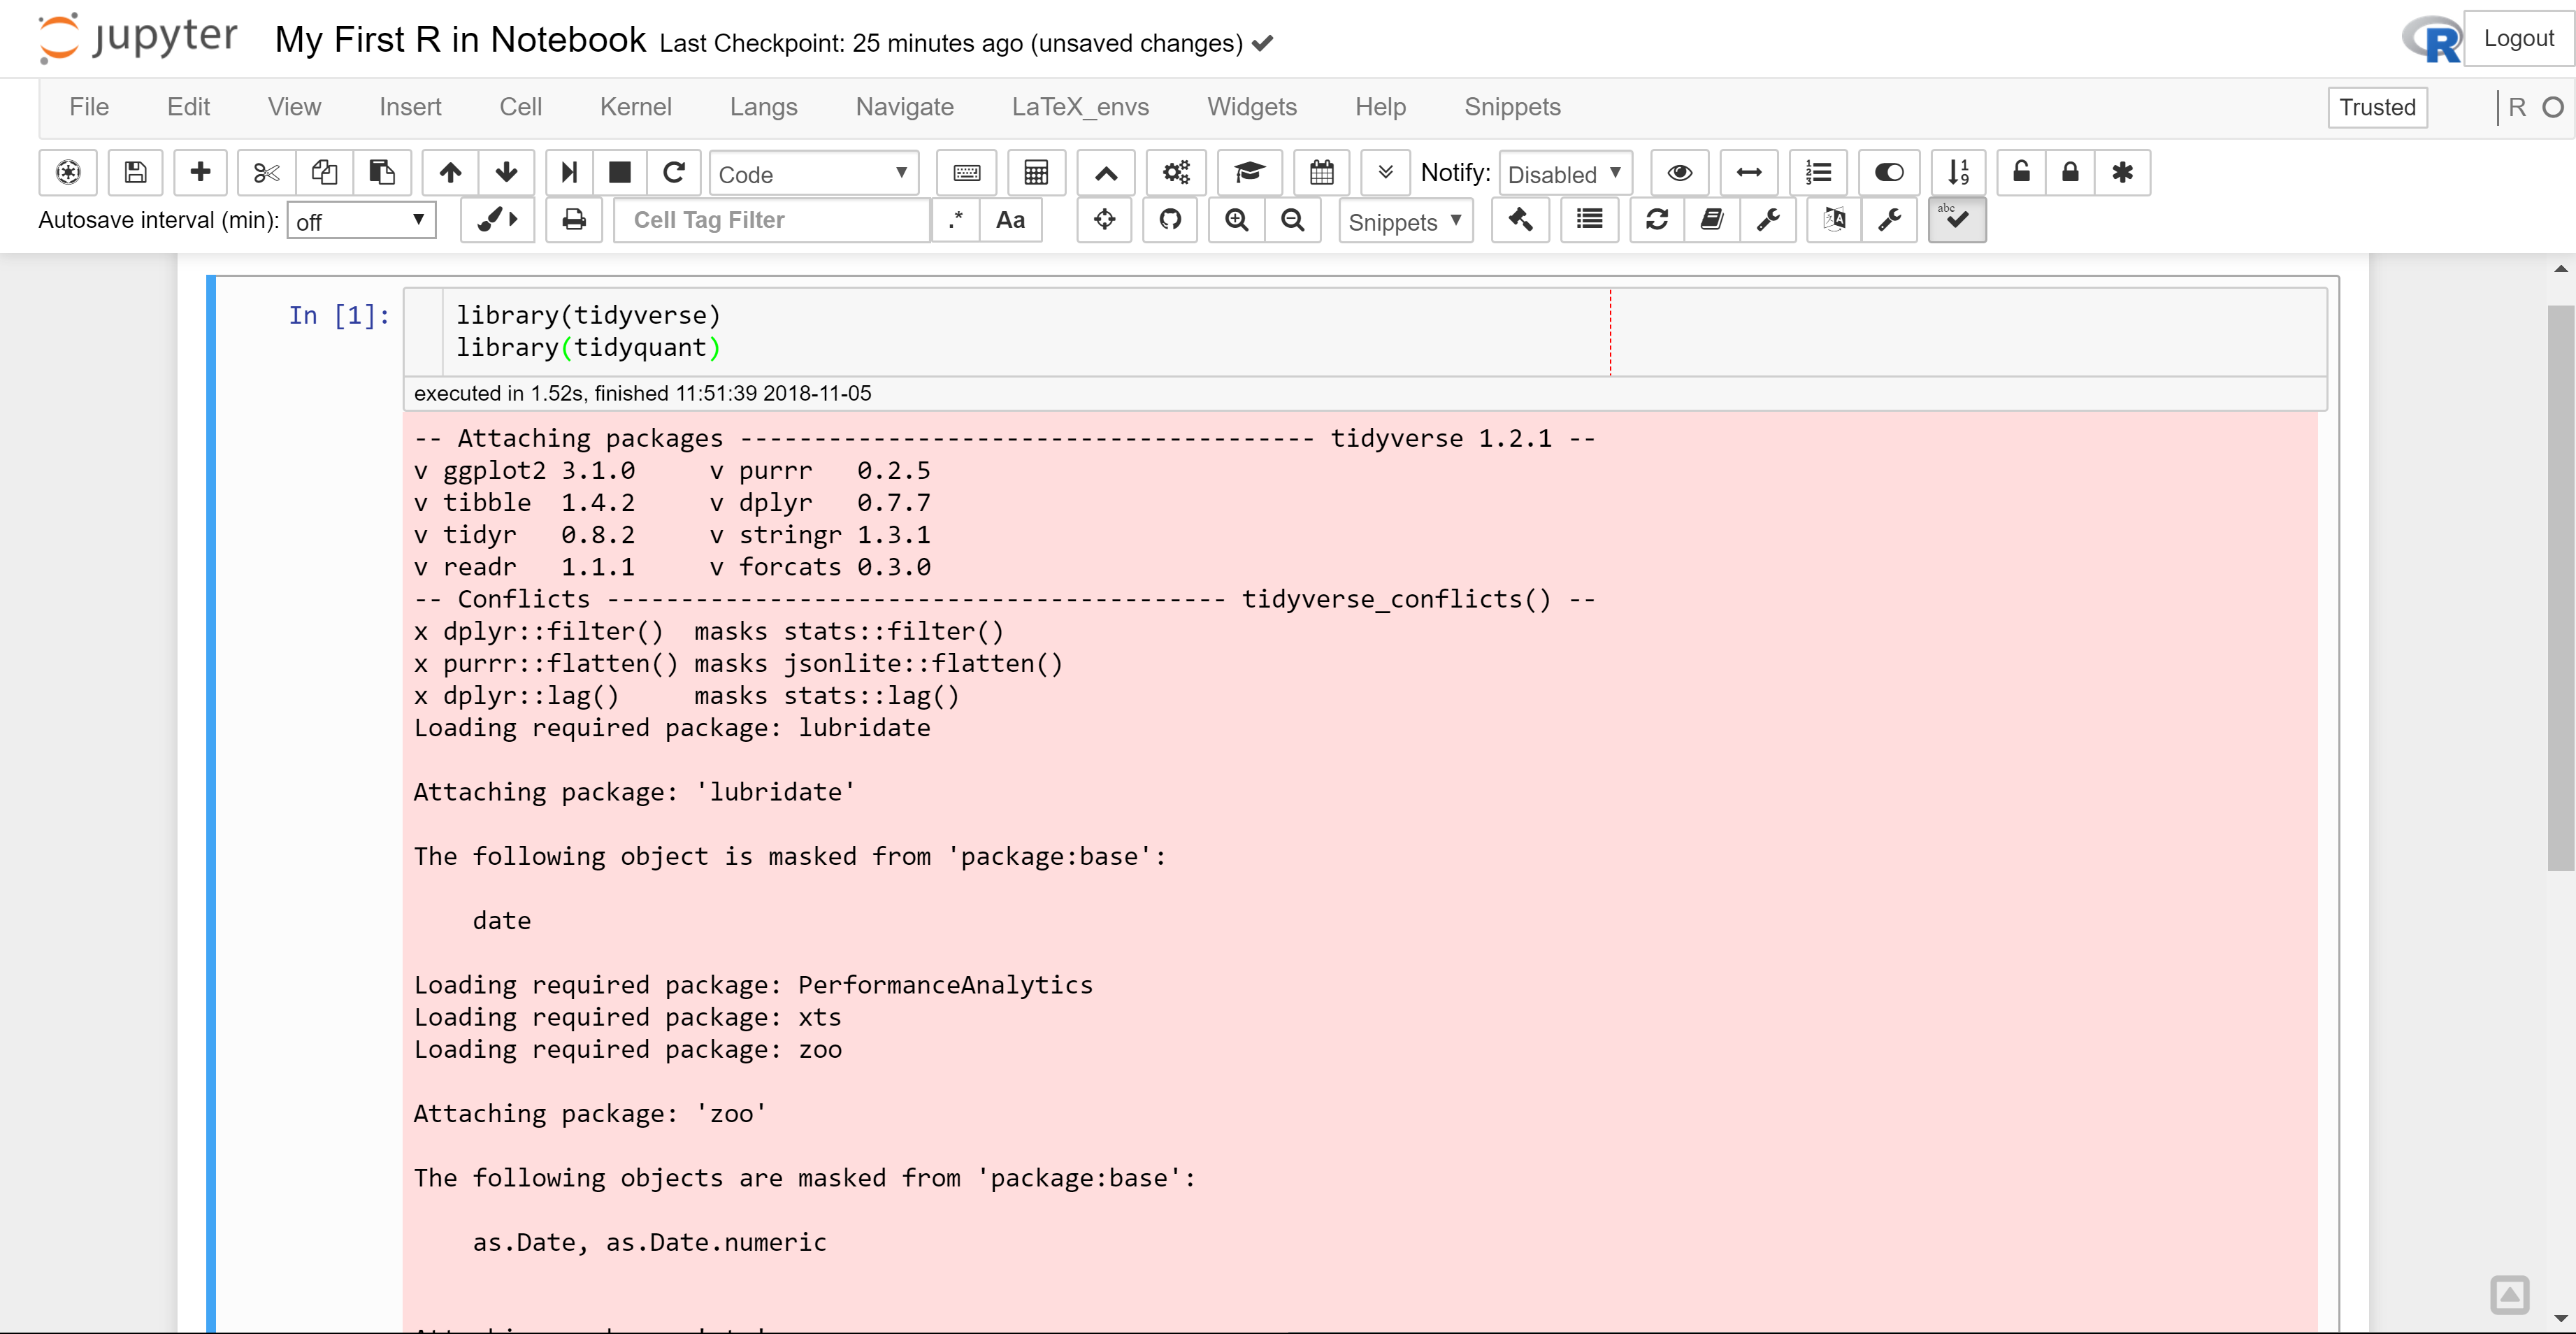 jupyter My First R in Notebook Last Checkpoint: 25 minutes ago (unsaved changes) R Logout
File Edit View Insert Cell Kernel Langs Navigate LaTeX_envs Widgets Help Snippets Trusted R
Code Notify: Disabled
Autosave interval (min): off Cell Tag Filter .* Aa Snippets abc
In [1]: library(tidyverse)
library(tidyquant)
executed in 1.52s, finished 11:51:39 2018-11-05
-- Attaching packages --------------------------------------- tidyverse 1.2.1 --
v ggplot2 3.1.0     v purrr   0.2.5
v tibble  1.4.2     v dplyr   0.7.7
v tidyr   0.8.2     v stringr 1.3.1
v readr   1.1.1     v forcats 0.3.0
-- Conflicts ------------------------------------------ tidyverse_conflicts() --
x dplyr::filter()  masks stats::filter()
x purrr::flatten() masks jsonlite::flatten()
x dplyr::lag()     masks stats::lag()
Loading required package: lubridate
Attaching package: 'lubridate'
The following object is masked from 'package:base':
date
Loading required package: PerformanceAnalytics
Loading required package: xts
Loading required package: zoo
Attaching package: 'zoo'
The following objects are masked from 'package:base':
as.Date, as.Date.numeric